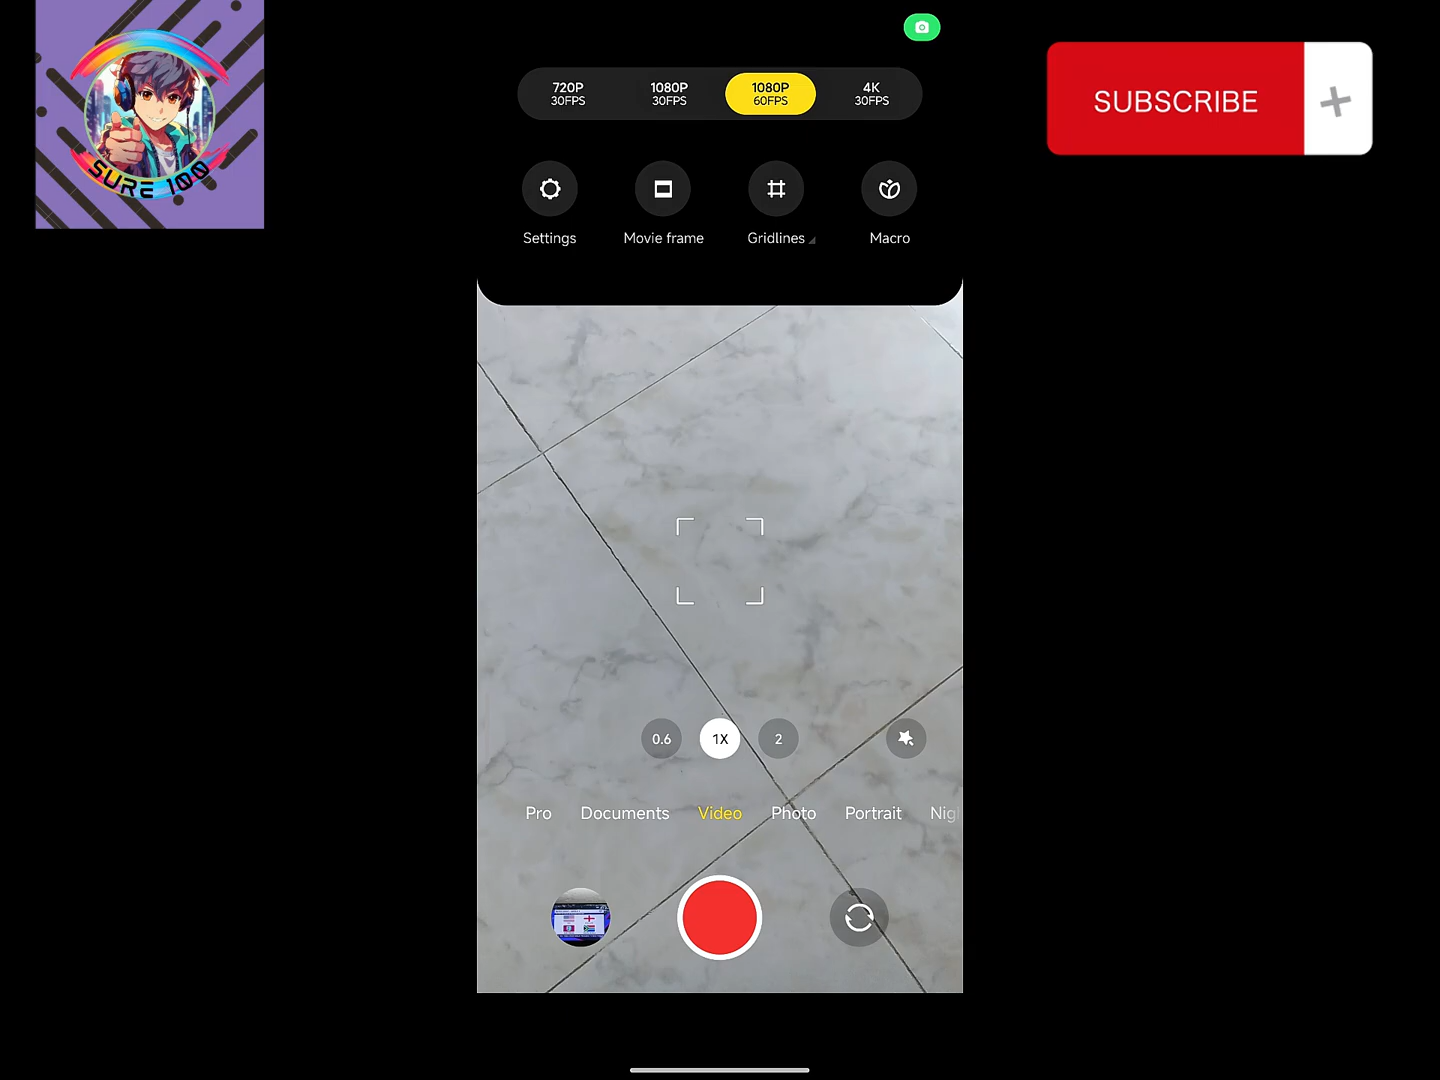 SURE 100
SUBSCRIBE
720P 1080P 1080P 4K
30FPS 30FPS 60FPS 30FPS
Settings Movie frame Gridlines Macro
0.6 1X 2
Pro Documents Video Photo Portrait Nig